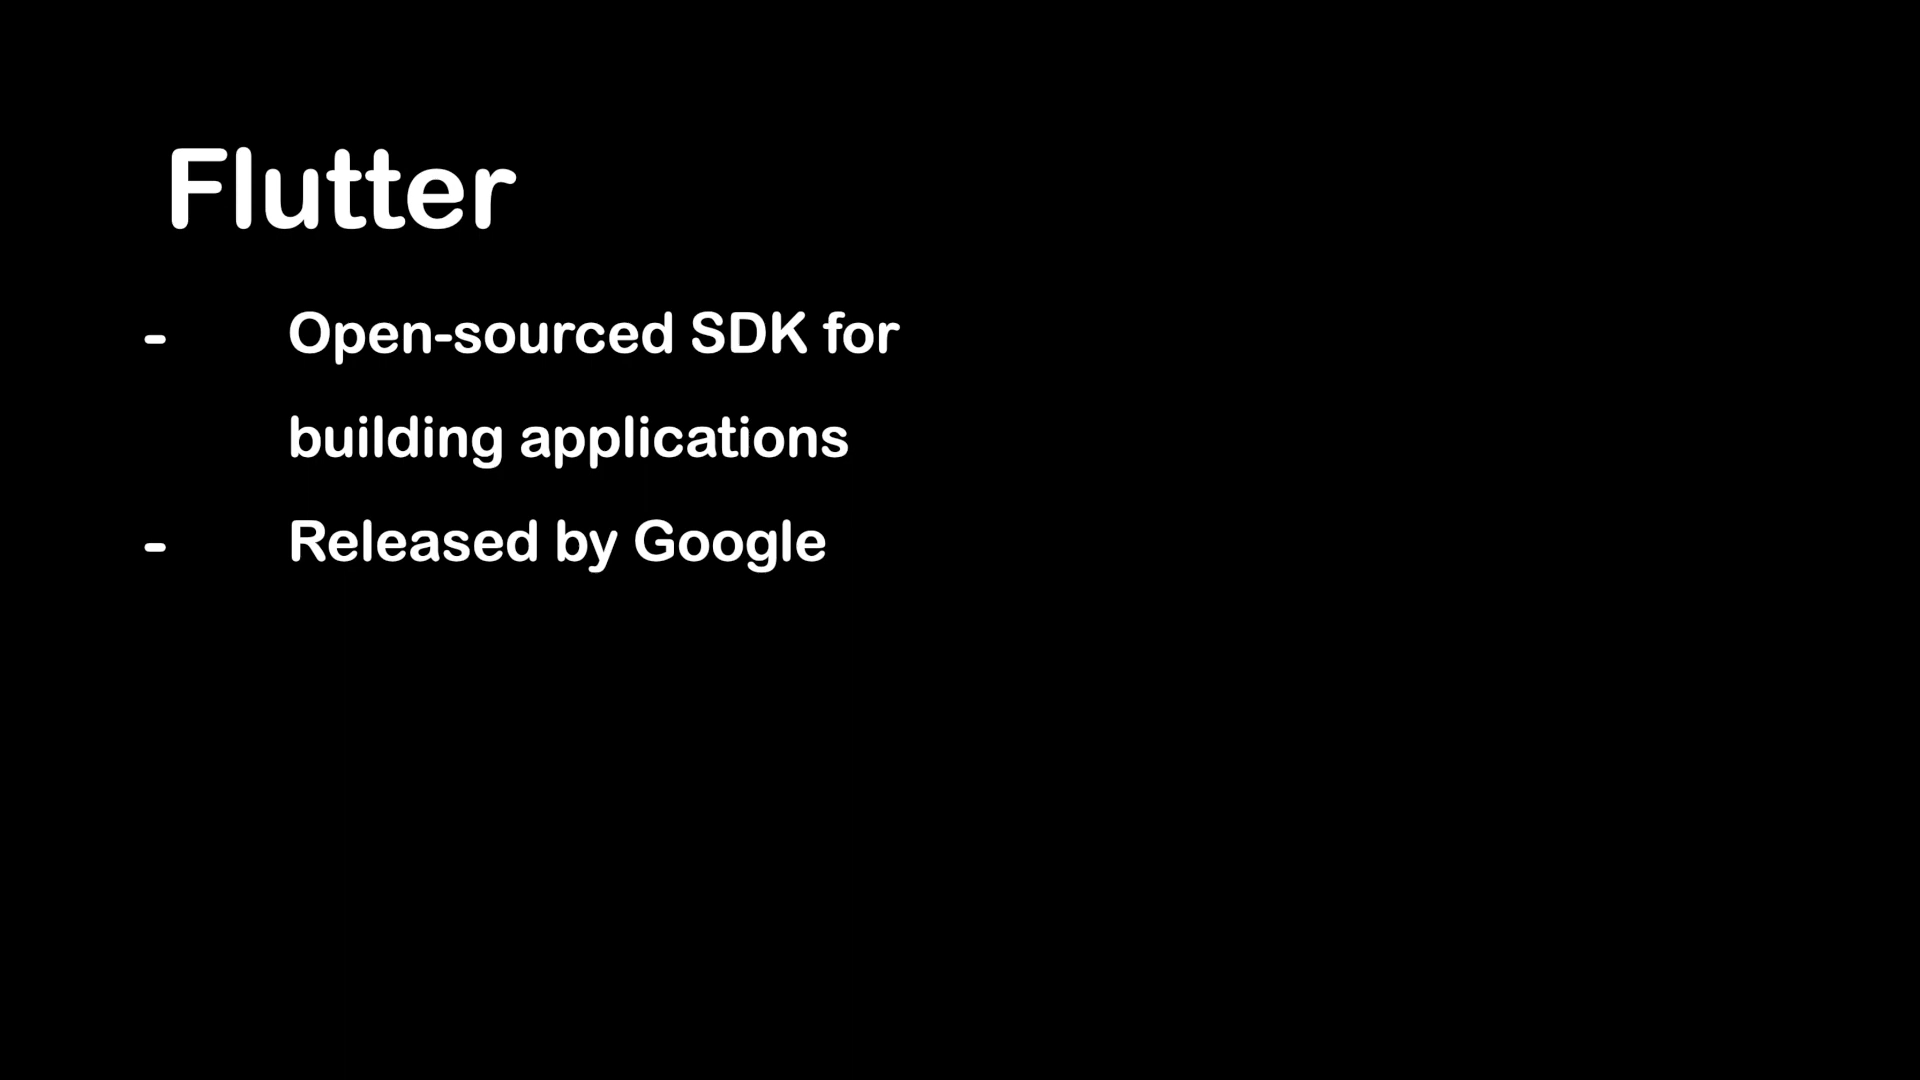 Flutter
- Open-sourced SDK for
building applications
- Released by Google